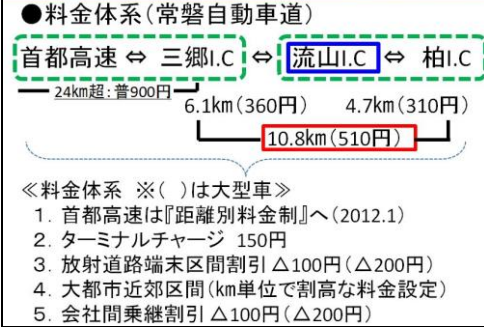 ●料金体系(常磐自動車道)
首都高速 ⇔ 三郷I.C ⇔ 流山I.C ⇔ 柏I.C
24km超:普900円
6.1km(360円) 4.7km(310円)
10.8km(510円)
≪料金体系 ※( )は大型車≫
1. 首都高速は『距離別料金制』へ(2012.1)
2. ターミナルチャージ 150円
3. 放射道路端末区間割引 △100円(△200円)
4. 大都市近郊区間(km単位で割高な料金設定)
5. 会社間乗継割引 △100円(△200円)